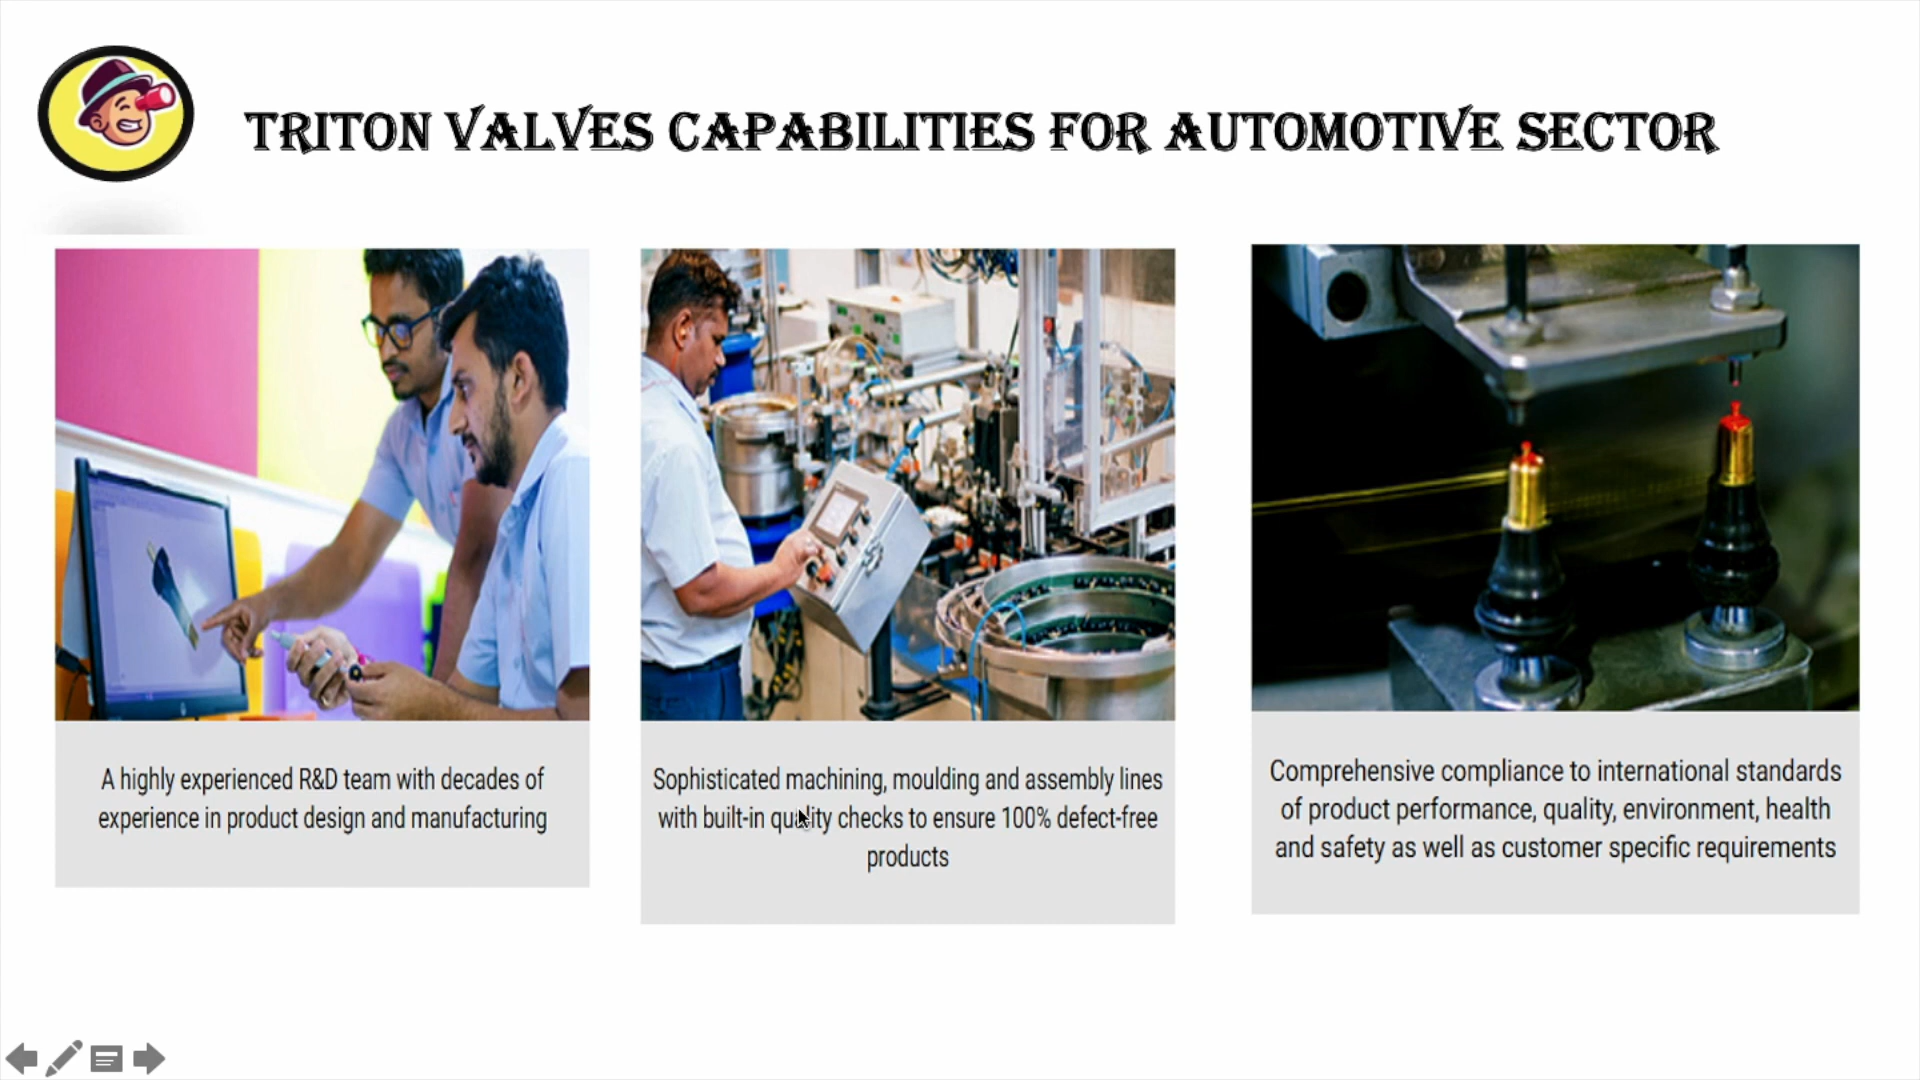 TRITON VALVES CAPABILITIES FOR AUTOMOTIVE SECTOR
A highly experienced R&D team with decades of
experience in product design and manufacturing
Sophisticated machining, moulding and assembly lines
with built-in quality checks to ensure 100% defect-free
products
Comprehensive compliance to international standards
of product performance, quality, environment, health
and safety as well as customer specific requirements